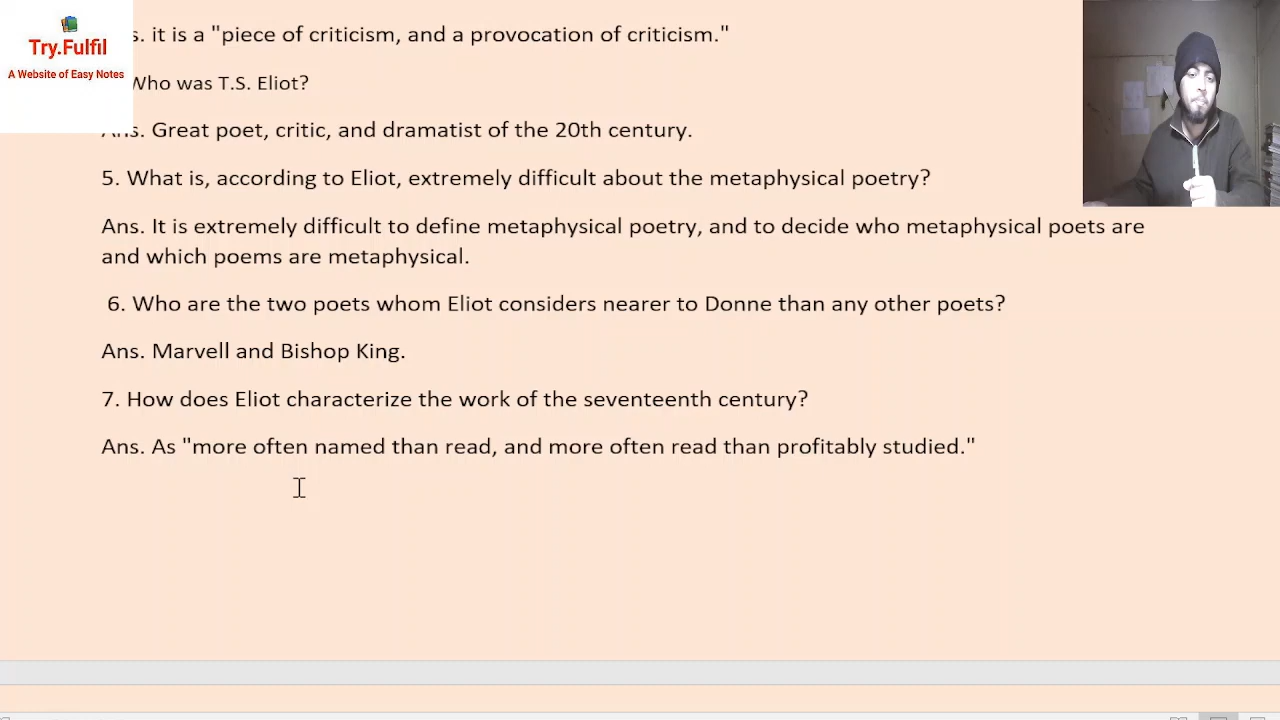 Try.Fulfil
A Website of Easy Notes
s. it is a "piece of criticism, and a provocation of criticism."
Who was T.S. Eliot?
Ans. Great poet, critic, and dramatist of the 20th century.
5. What is, according to Eliot, extremely difficult about the metaphysical poetry?
Ans. It is extremely difficult to define metaphysical poetry, and to decide who metaphysical poets are
and which poems are metaphysical.
6. Who are the two poets whom Eliot considers nearer to Donne than any other poets?
Ans. Marvell and Bishop King.
7. How does Eliot characterize the work of the seventeenth century?
Ans. As "more often named than read, and more often read than profitably studied."